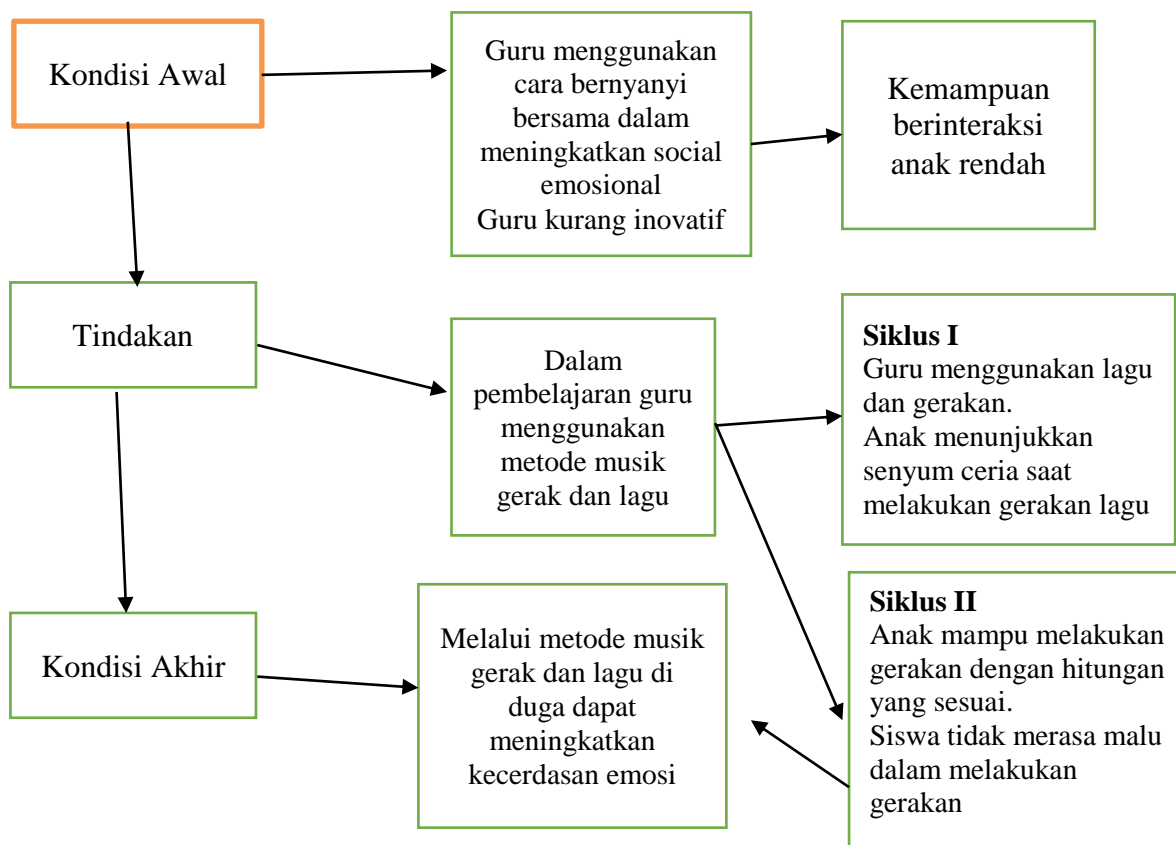 Kondisi Awal
Guru menggunakan
cara bernyanyi
bersama dalam
meningkatkan social
emosional
Guru kurang inovatif
Kemampuan
berinteraksi
anak rendah
Tindakan
Dalam
pembelajaran guru
menggunakan
metode musik
gerak dan lagu
Siklus I
Guru menggunakan lagu
dan gerakan.
Anak menunjukkan
senyum ceria saat
melakukan gerakan lagu
Siklus II
Anak mampu melakukan
gerakan dengan hitungan
yang sesuai.
Siswa tidak merasa malu
dalam melakukan
gerakan
Kondisi Akhir
Melalui metode musik
gerak dan lagu di
duga dapat
meningkatkan
kecerdasan emosi